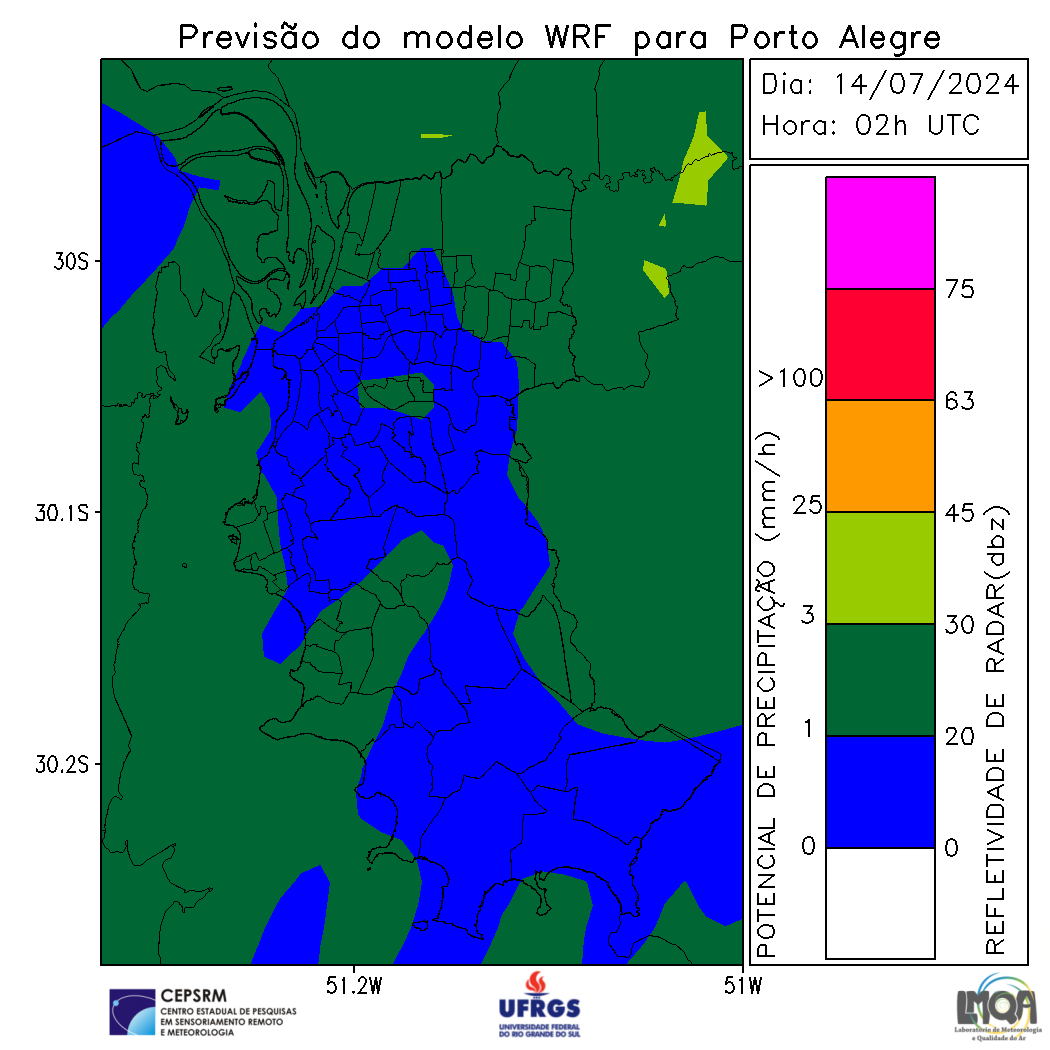 Previsão do modelo WRF para Porto Alegre
Dia: 14/07/2024
Hora: 02h UTC
30S
30.1S
30.2S
51.2W
51W
POTENCIAL DE PRECIPITAÇÃO (mm/h)
>100
25
3
1
0
75
63
45
30
20
0
REFLETIVIDADE DE RADAR(dbz)
CEPSRM
CENTRO ESTADUAL DE PESQUISAS
EM SENSORIAMENTO REMOTO
E METEOROLOGIA
UFRGS
UNIVERSIDADE FEDERAL
DO RIO GRANDE DO SUL
LMQA
Laboratório de Meteorologia
e Qualidade do Ar